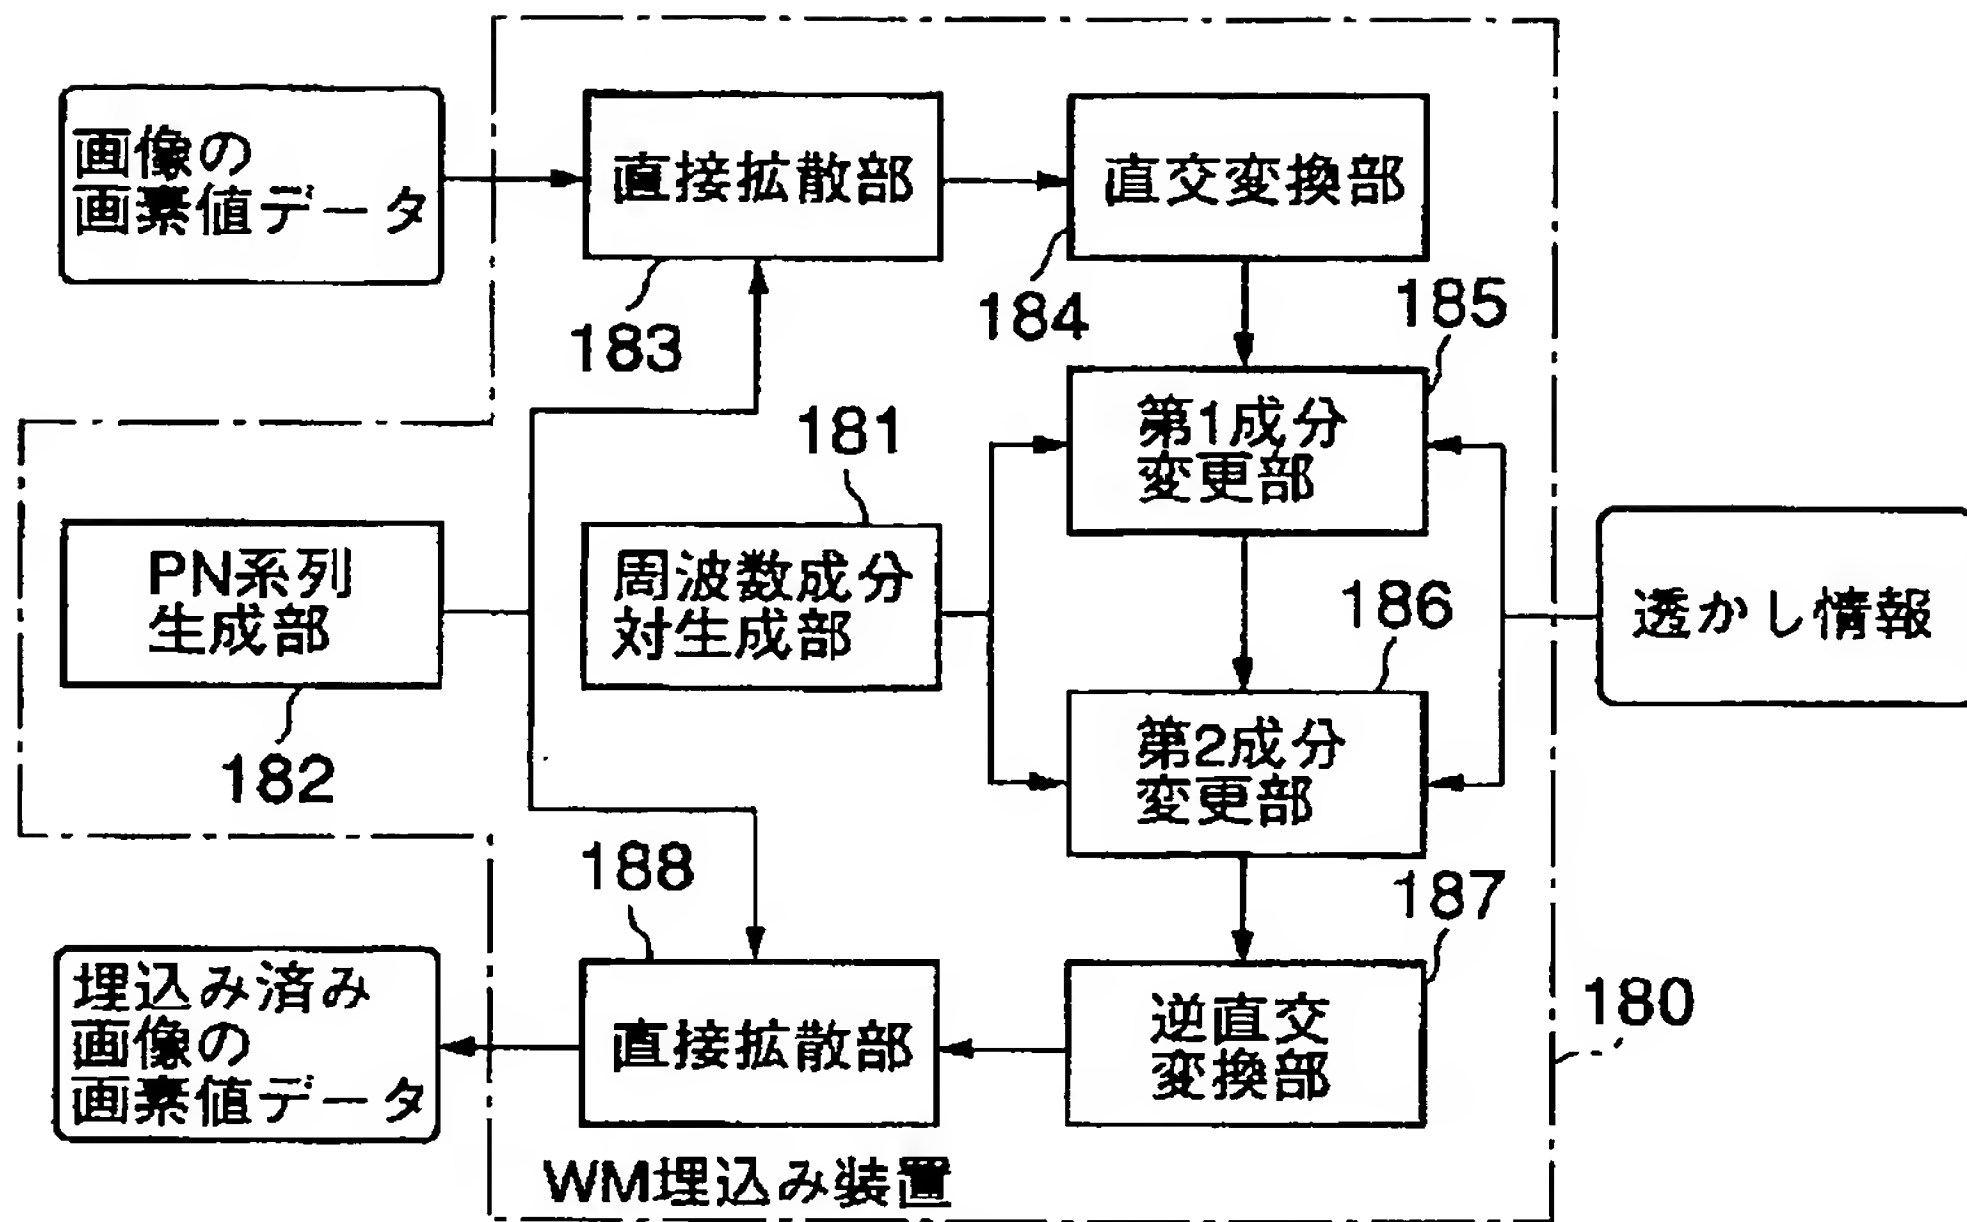 画像の
画素値データ
直接拡散部
183
直交変換部
184
185
第1成分
変更部
181
周波数成分
対生成部
PN系列
生成部
182
186
第2成分
変更部
透かし情報
188
187
埋込み済み
画像の
画素値データ
直接拡散部
逆直交
変換部
180
WM埋込み装置